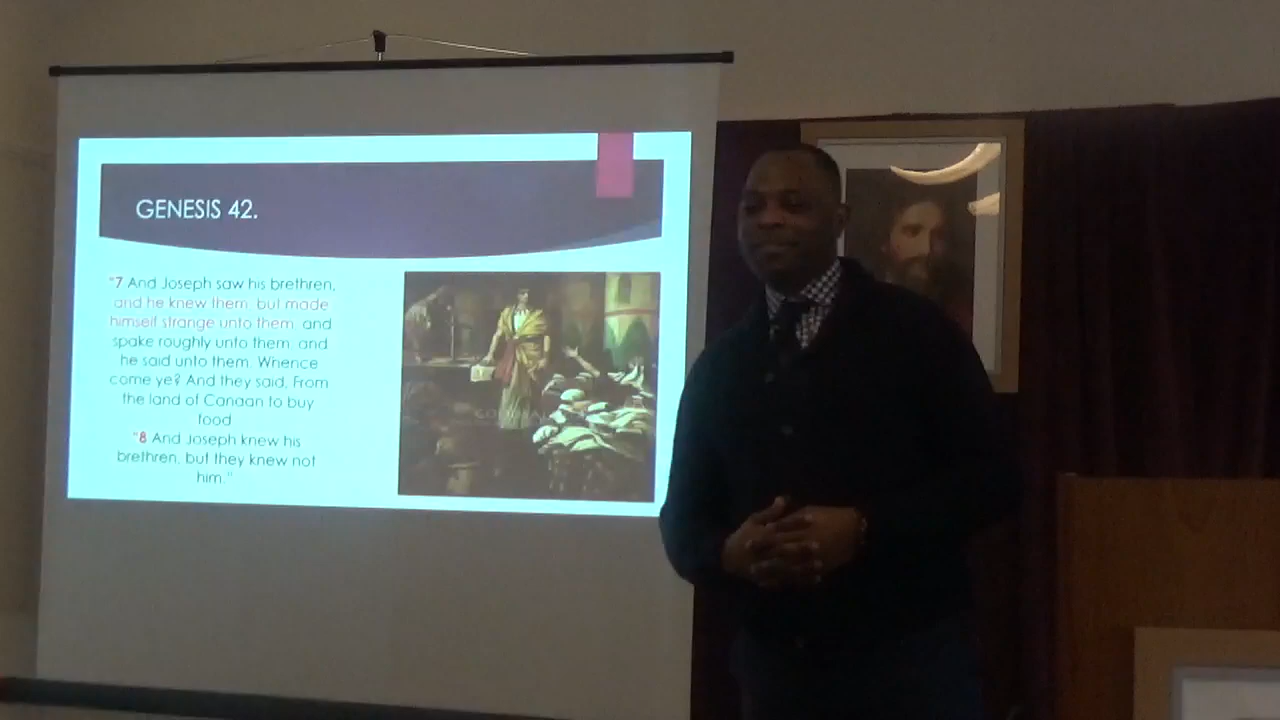 GENESIS 42.
"7 And Joseph saw his brethren,
and he knew them, but made
himself strange unto them, and
spake roughly unto them; and
he said unto them, Whence
come ye? And they said, From
the land of Canaan to buy
food
"8 And Joseph knew his
brethren, but they knew not
him."